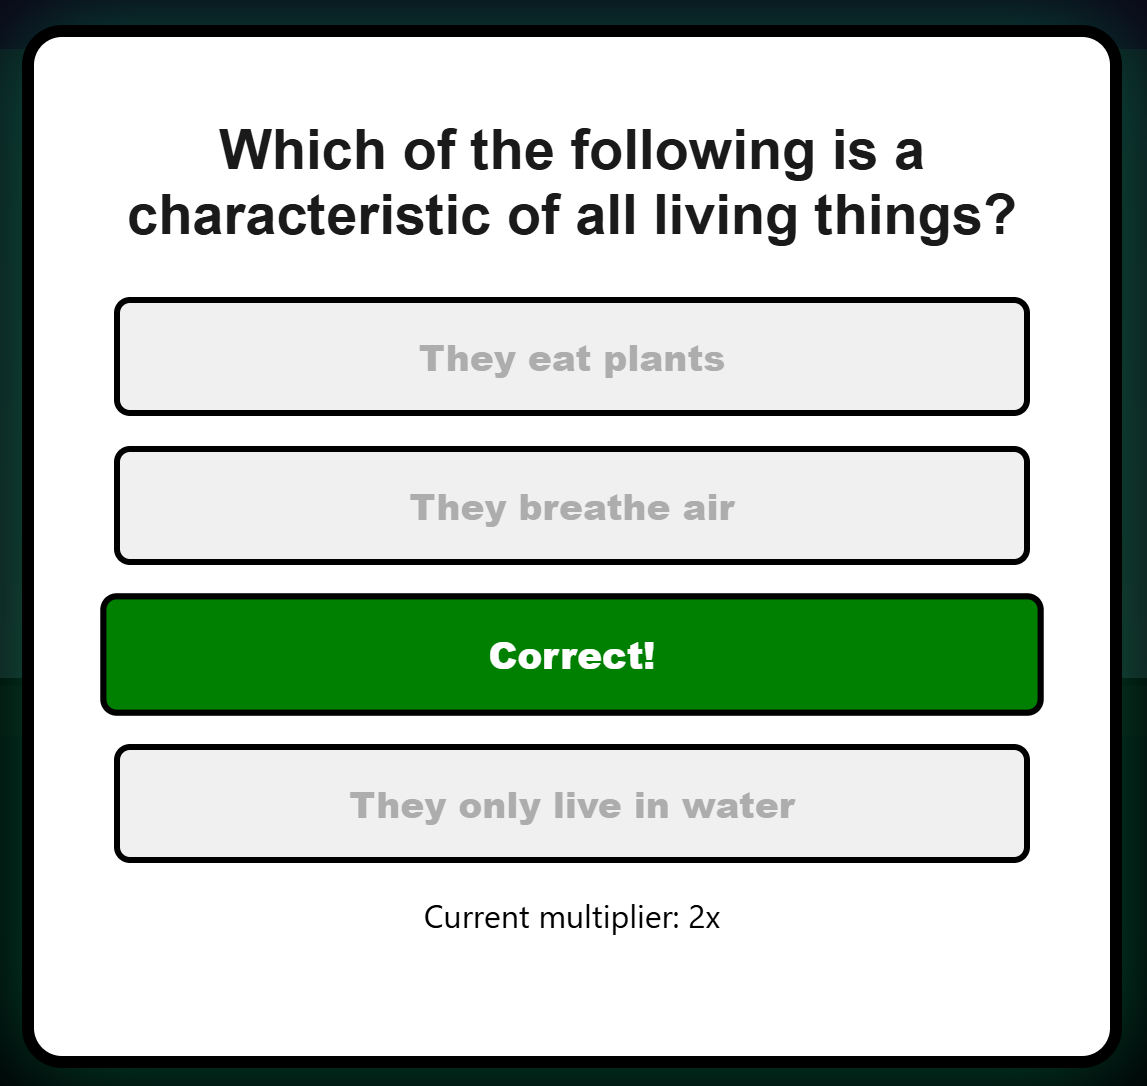 Which of the following is a
characteristic of all living things?
They eat plants
They breathe air
Correct!
They only live in water
Current multiplier: 2x